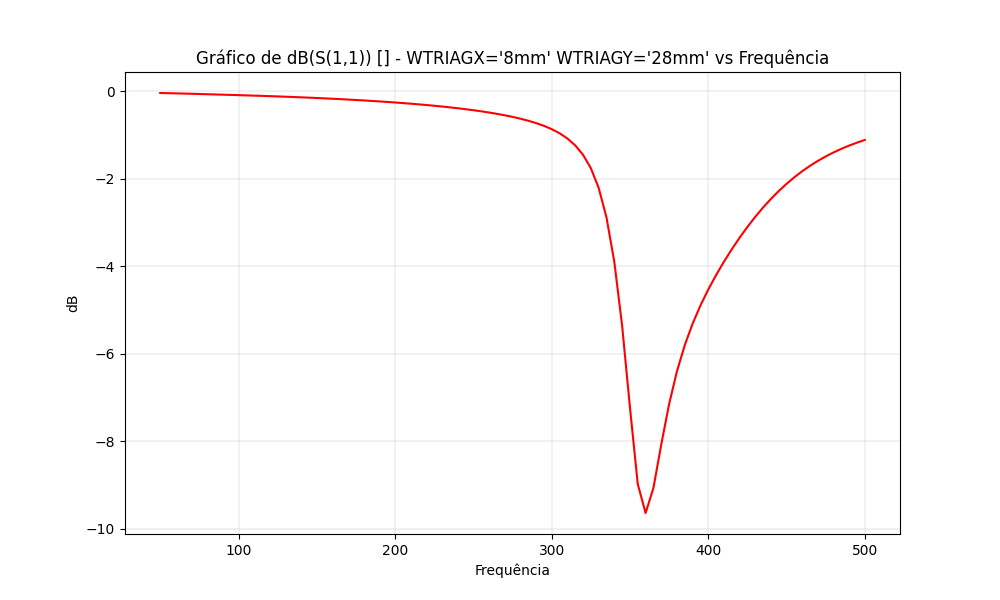 Gráfico de dB(S(1,1)) [] - WTRIAGX='8mm' WTRIAGY='28mm' vs Frequência
0
−2
−4
−6
−8
−10
dB
100 200 300 400 500
Frequência